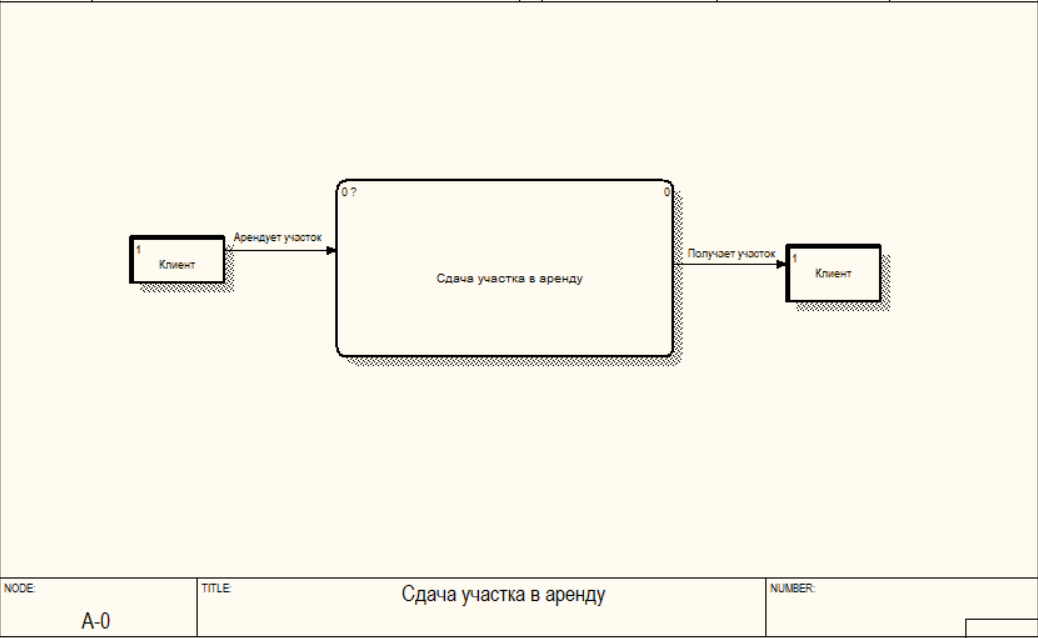 0 ?
0
Арендует участок
1
Клиент
Сдача участка в аренду
Получает участок
1
Клиент
NODE:
TITLE:
Сдача участка в аренду
NUMBER:
A-0